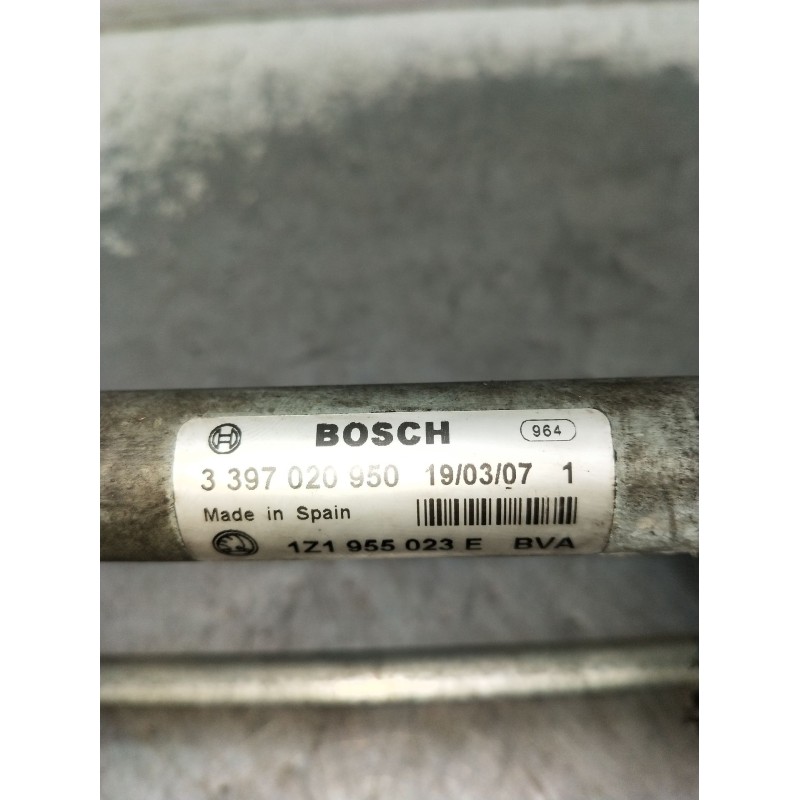 BOSCH 964
3 397 020 950 19/03/07 1
Made in Spain
1Z1 955 023 E BVA